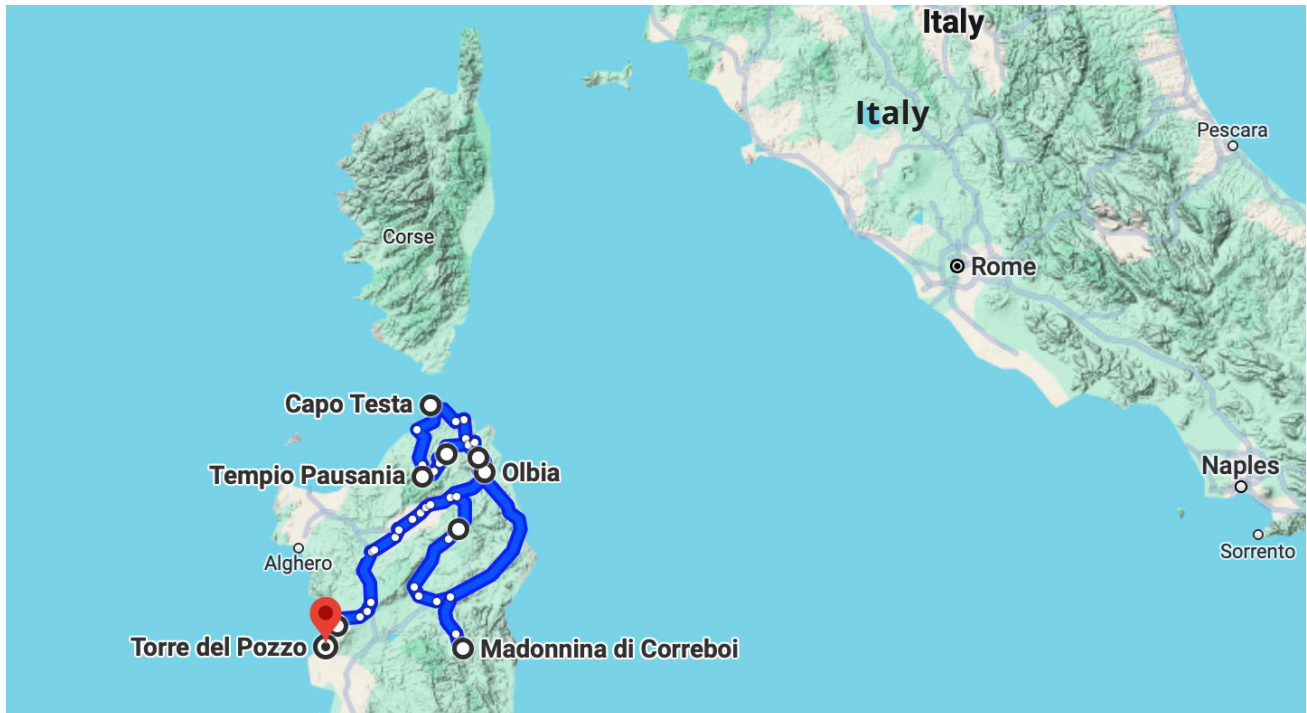 Italy
Italy
Pescara
Corse
Rome
Capo Testa
Tempio Pausania
Olbia
Naples
Alghero
Sorrento
Torre del Pozzo
Madonnina di Correboi